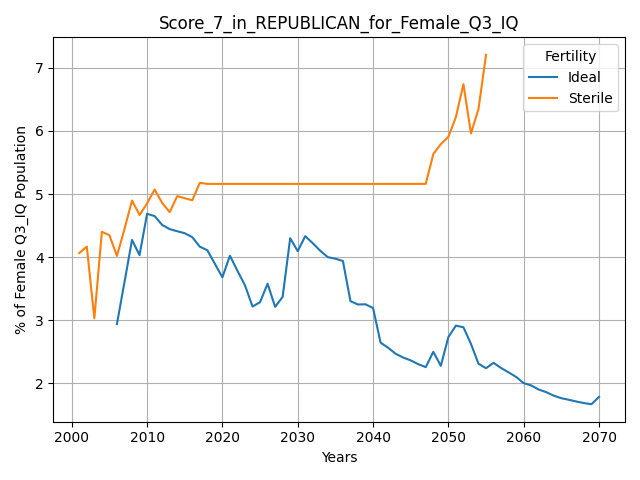 Score_7_in_REPUBLICAN_for_Female_Q3_IQ
Fertility
Ideal
Sterile
% of Female Q3_IQ Population
7
6
5
4
3
2
2000 2010 2020 2030 2040 2050 2060 2070
Years